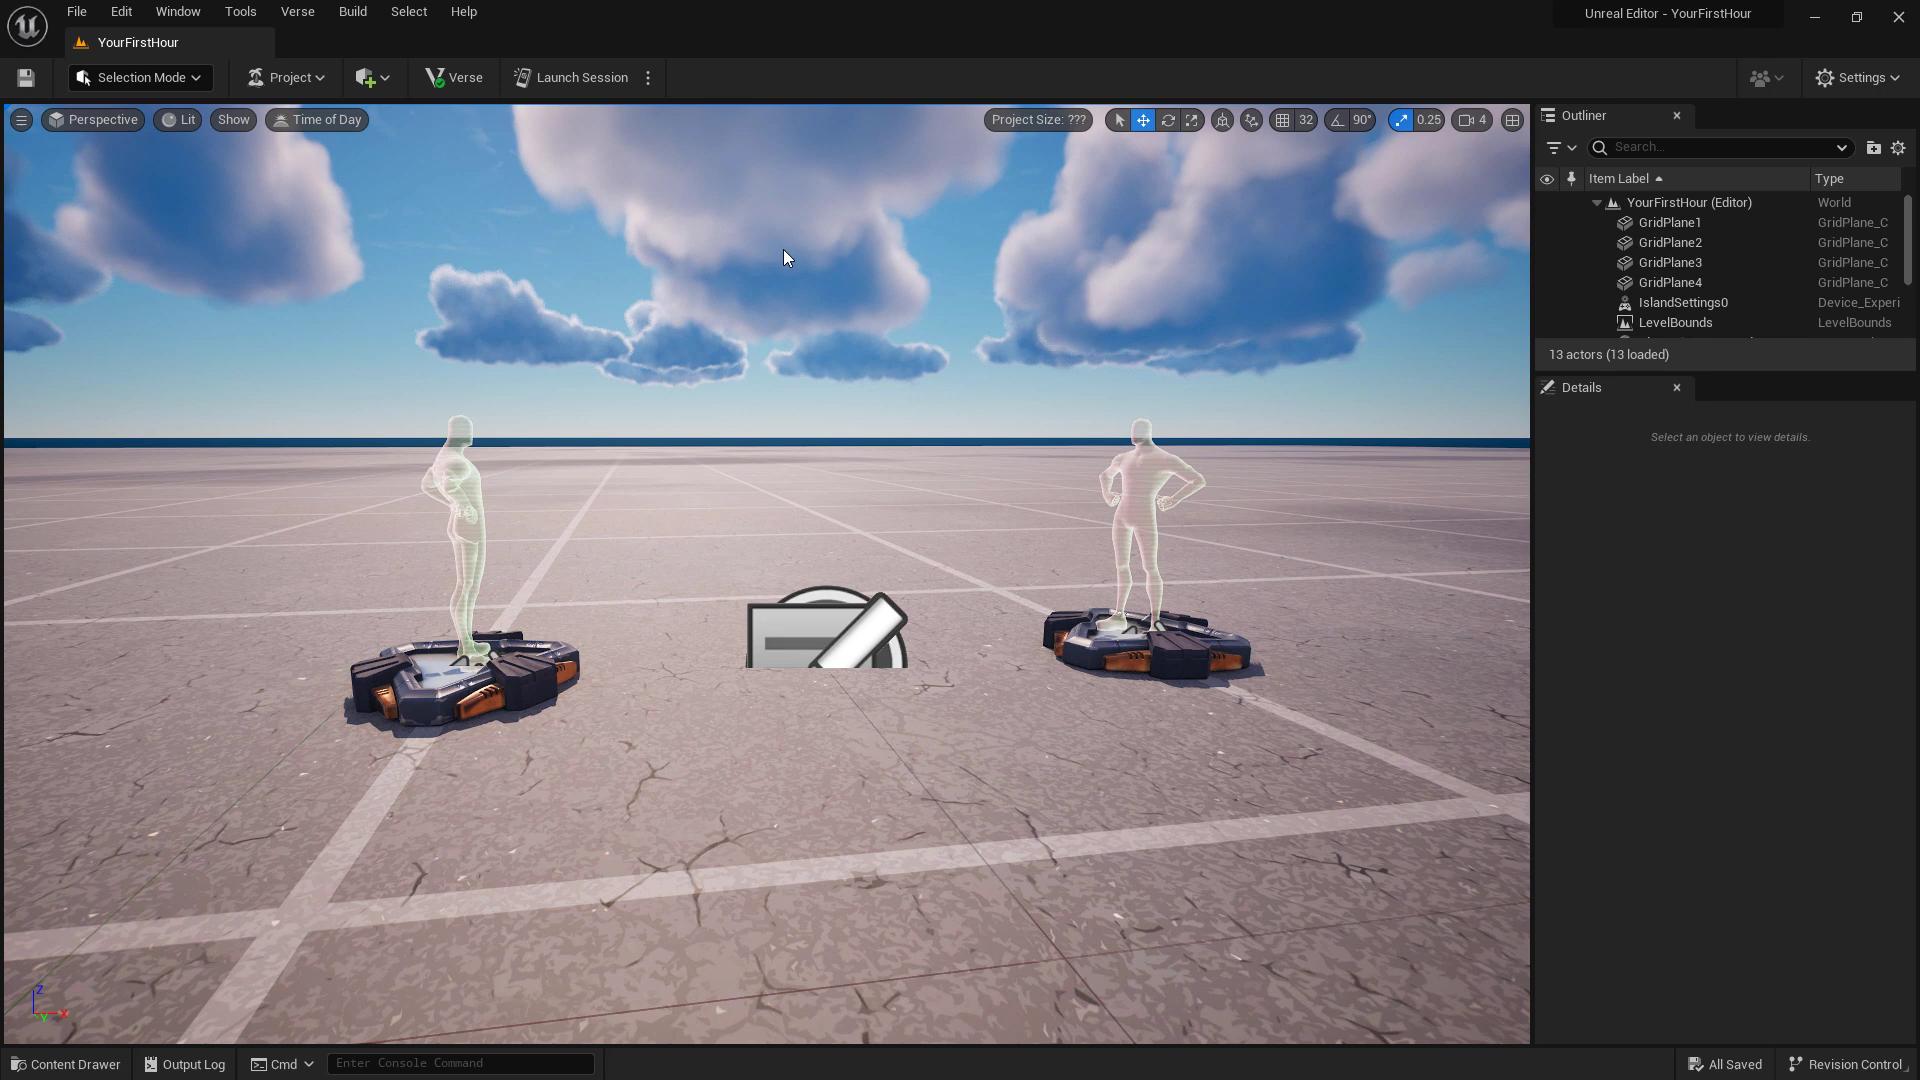 File Edit Window Tools Verse Build Select Help
Unreal Editor - YourFirstHour
YourFirstHour
Selection Mode
Project
Verse
Launch Session
Settings
Perspective
Lit
Show
Time of Day
Project Size: ???
32
90°
0.25
4
Outliner
Search...
Item Label
Type
YourFirstHour (Editor) World
GridPlane1 GridPlane_C
GridPlane2 GridPlane_C
GridPlane3 GridPlane_C
GridPlane4 GridPlane_C
IslandSettings0 Device_Experi
LevelBounds LevelBounds
13 actors (13 loaded)
Details
Select an object to view details.
Z
Y
X
Content Drawer
Output Log
Cmd
Enter Console Command
All Saved
Revision Control